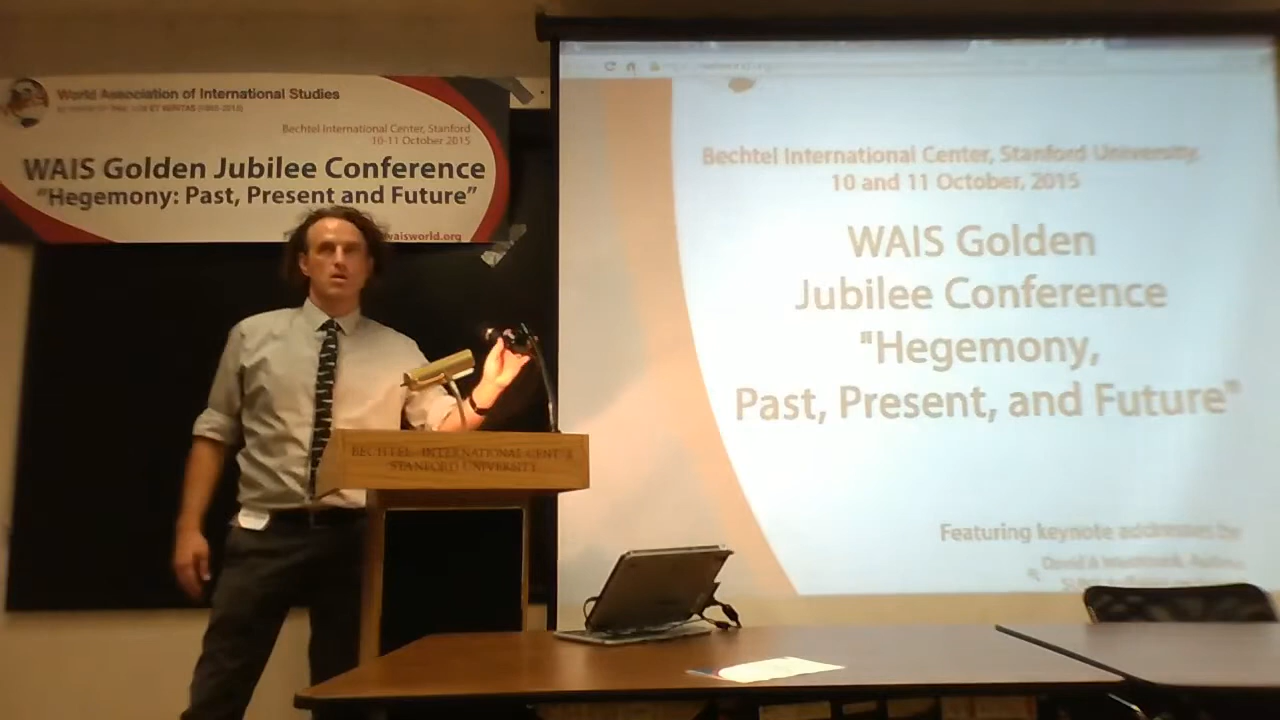 World Association of International Studies
Bechtel International Center, Stanford
10-11 October 2015
WAIS Golden Jubilee Conference
"Hegemony: Past, Present and Future"
waisworld.org
BECHTEL INTERNATIONAL CENTE
STANFORD UNIVERSITY
Bechtel International Center, Stanford University,
10 and 11 October, 2015
WAIS Golden
Jubilee Conference
"Hegemony,
Past, Present, and Future"
Featuring keynote addresses by
David A